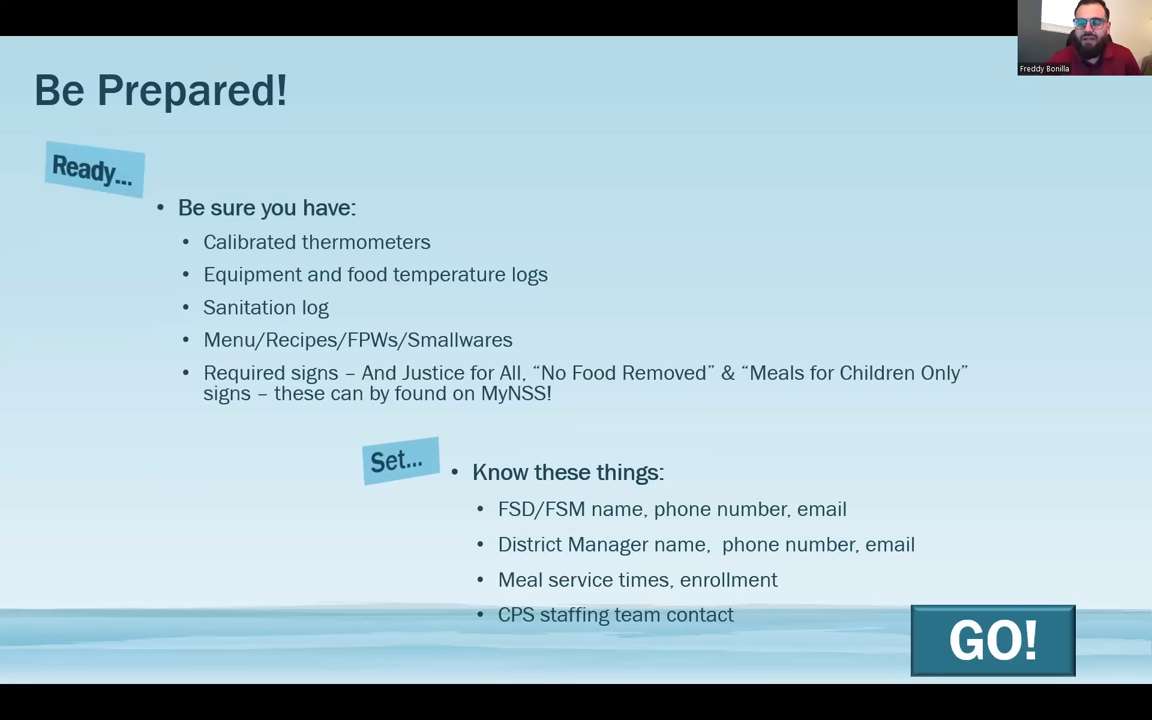 Freddy Bonilla
Be Prepared!
Ready...
• Be sure you have:
• Calibrated thermometers
• Equipment and food temperature logs
• Sanitation log
• Menu/Recipes/FPWs/Smallwares
• Required signs – And Justice for All, “No Food Removed” & “Meals for Children Only”
signs – these can by found on MyNSS!
Set...
• Know these things:
• FSD/FSM name, phone number, email
• District Manager name,  phone number, email
• Meal service times, enrollment
• CPS staffing team contact
GO!